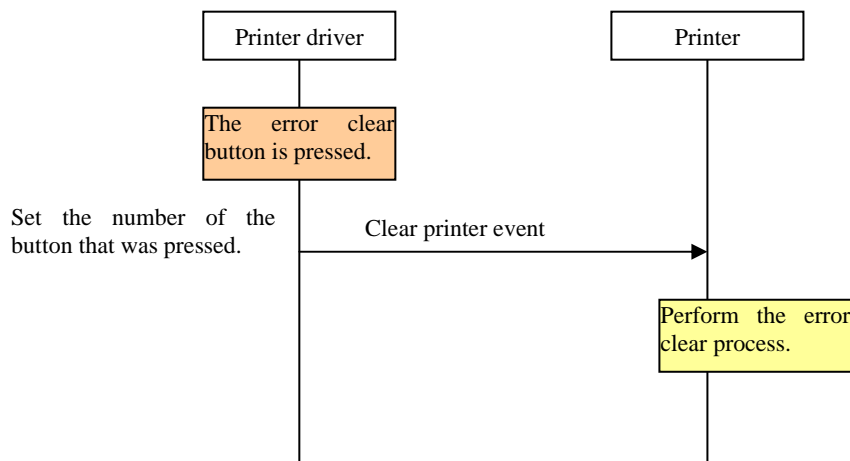 Printer driver
Printer
The error clear
button is pressed.
Set the number of the
button that was pressed.
Clear printer event
Perform the error
clear process.